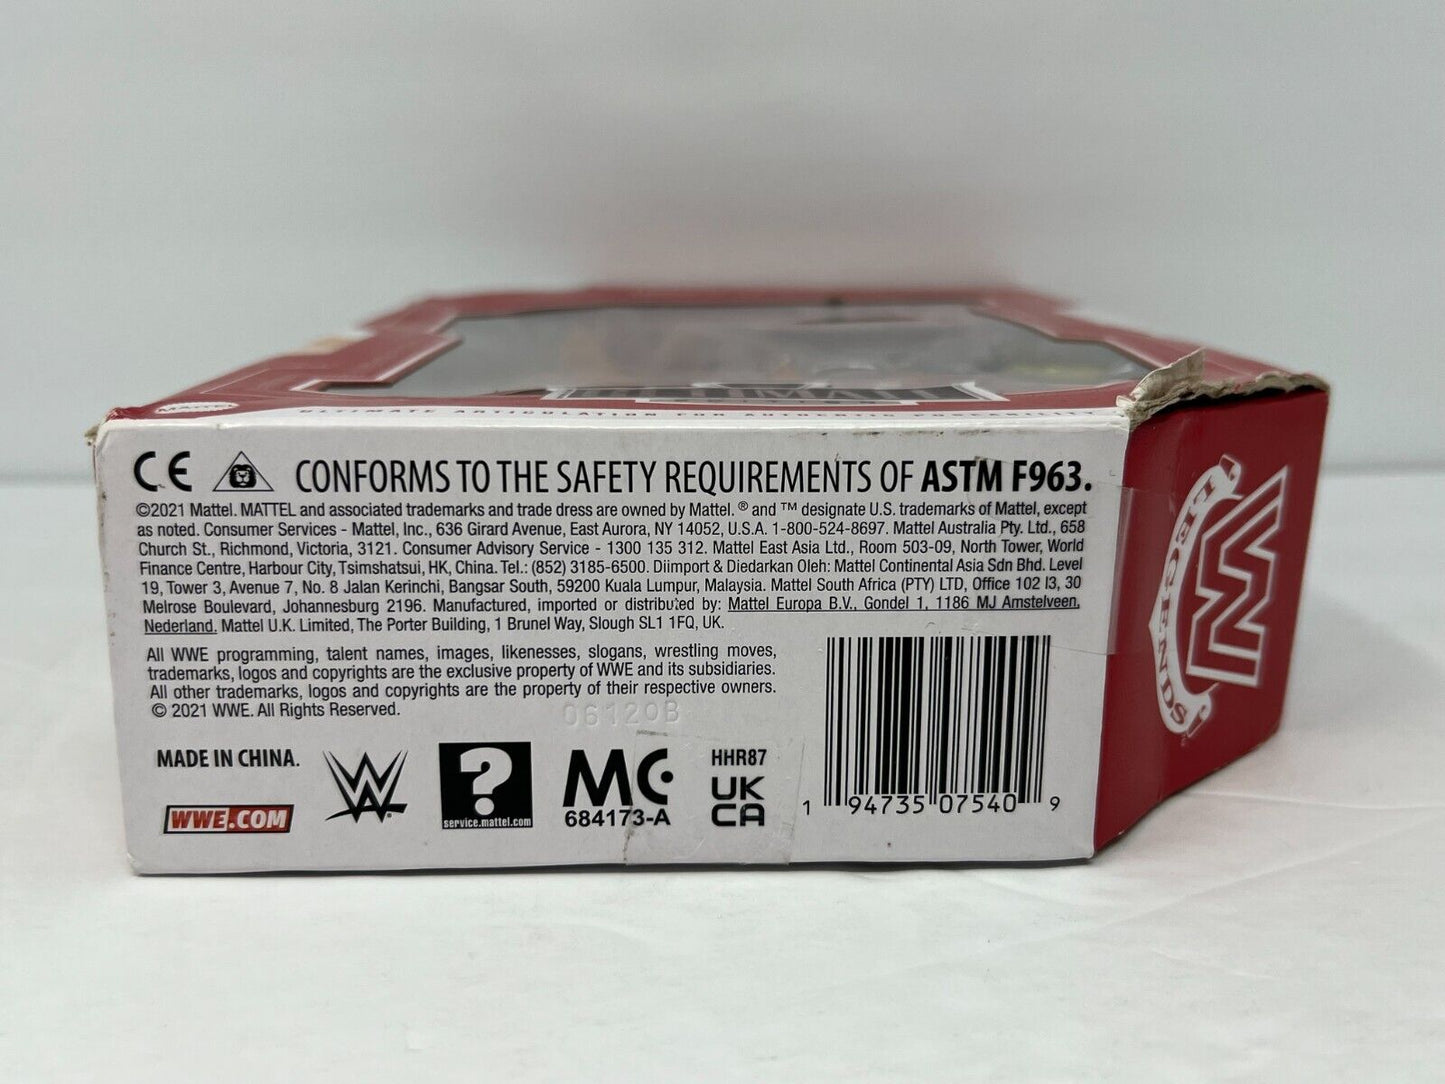 MATTEL
ULTIMATE ARTICULATION FOR AUTHENTIC POSEABILITY
CE CONFORMS TO THE SAFETY REQUIREMENTS OF ASTM F963.
©2021 Mattel. MATTEL and associated trademarks and trade dress are owned by Mattel. ® and ™ designate U.S. trademarks of Mattel, except
as noted. Consumer Services - Mattel, Inc., 636 Girard Avenue, East Aurora, NY 14052, U.S.A. 1-800-524-8697. Mattel Australia Pty. Ltd., 658
Church St., Richmond, Victoria, 3121. Consumer Advisory Service - 1300 135 312. Mattel East Asia Ltd., Room 503-09, North Tower, World
Finance Centre, Harbour City, Tsimshatsui, HK, China. Tel.: (852) 3185-6500. Diimport & Diedarkan Oleh: Mattel Continental Asia Sdn Bhd. Level
19, Tower 3, Avenue 7, No. 8 Jalan Kerinchi, Bangsar South, 59200 Kuala Lumpur, Malaysia. Mattel South Africa (PTY) LTD, Office 102 I3, 30
Melrose Boulevard, Johannesburg 2196. Manufactured, imported or distributed by: Mattel Europa B.V., Gondel 1, 1186 MJ Amstelveen,
Nederland. Mattel U.K. Limited, The Porter Building, 1 Brunel Way, Slough SL1 1FQ, UK.
All WWE programming, talent names, images, likenesses, slogans, wrestling moves,
trademarks, logos and copyrights are the exclusive property of WWE and its subsidiaries.
All other trademarks, logos and copyrights are the property of their respective owners.
© 2021 WWE. All Rights Reserved.
06120B
MADE IN CHINA.
WWE.COM
W
?
service.mattel.com
MC
684173-A
HHR87
UK
CA
1 94735 07540 9
W
LEGENDS